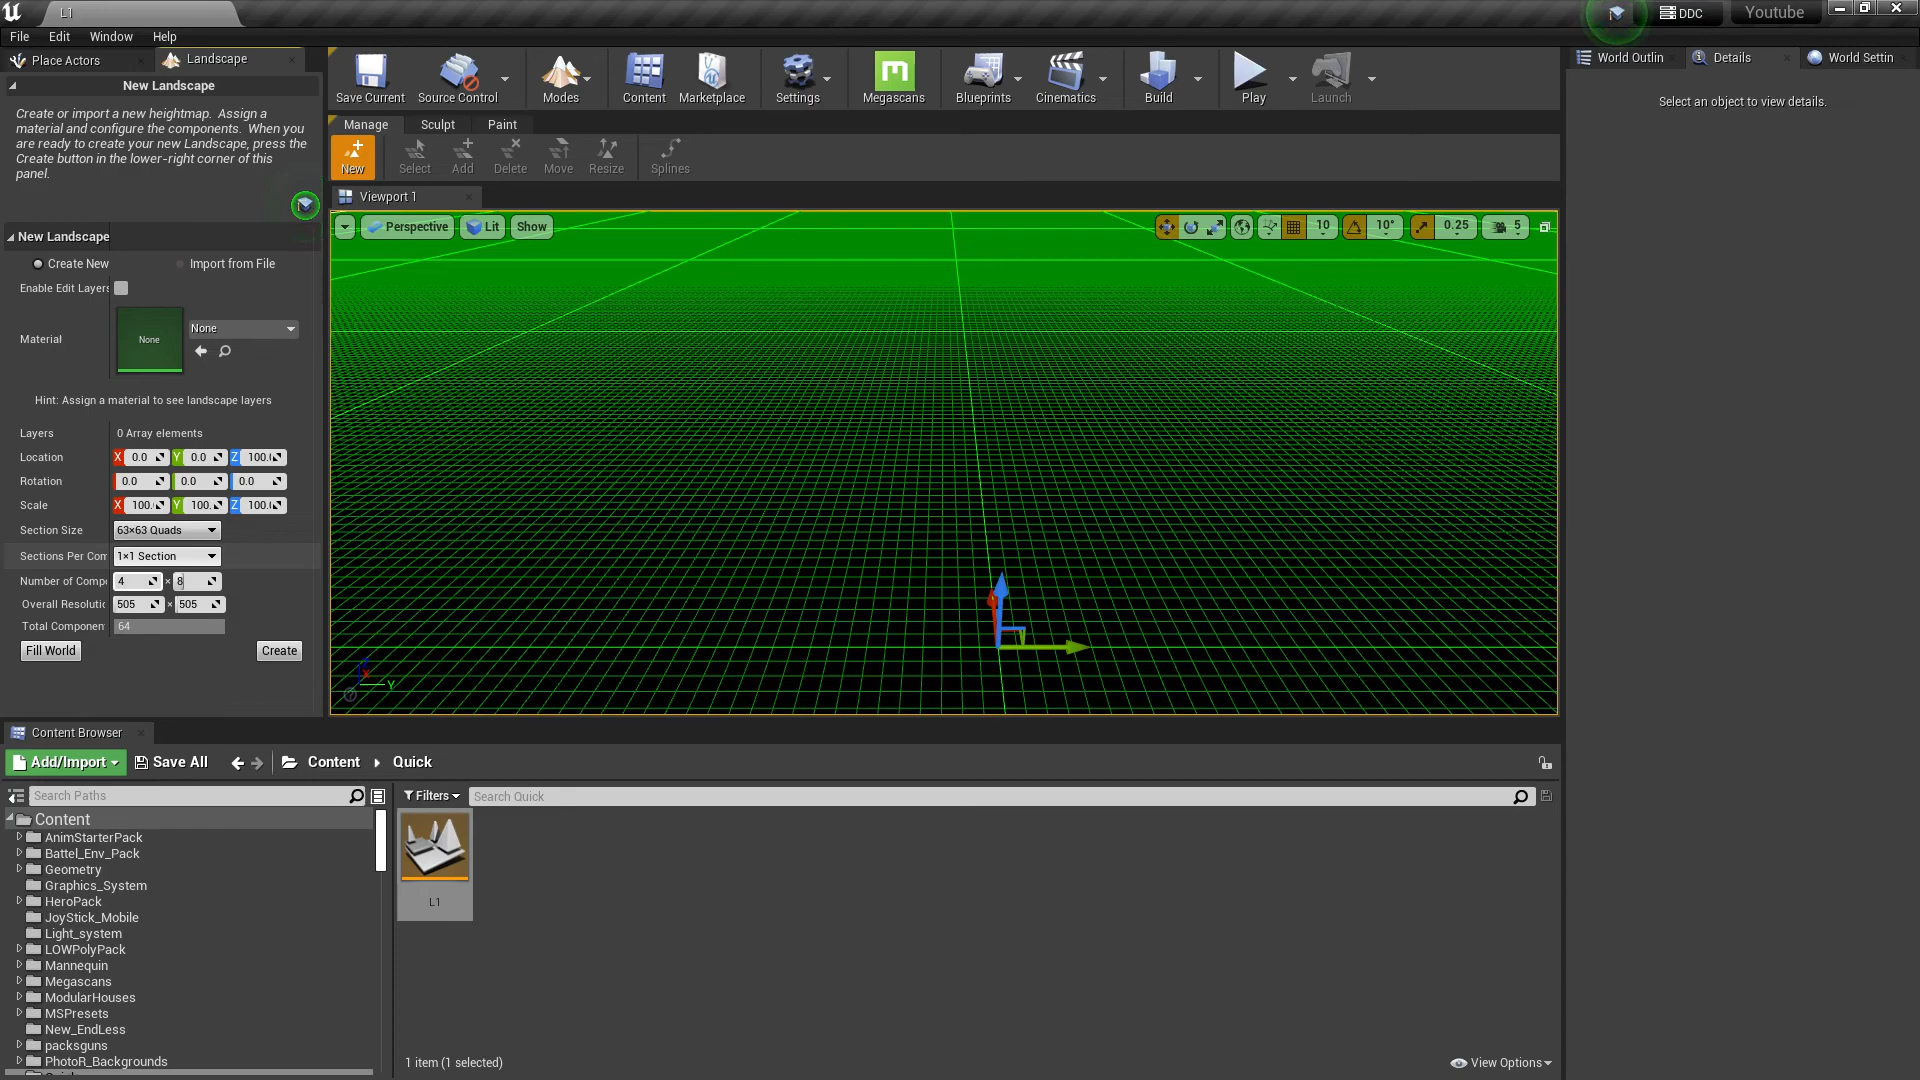 L1
DDC
Youtube
File Edit Window Help
Place Actors
Landscape
New Landscape
Create or import a new heightmap. Assign a
material and configure the components. When you
are ready to create your new Landscape, press the
Create button in the lower-right corner of this
panel.
New Landscape
Create New
Import from File
Enable Edit Layers
Material
None
None
Hint: Assign a material to see landscape layers
Layers
0 Array elements
Location
X 0.0 Y 0.0 Z 100.
Rotation
0.0 0.0 0.0
Scale
X 100. Y 100. Z 100.
Section Size
63×63 Quads
Sections Per Com
1×1 Section
Number of Compo
4 × 8
Overall Resolutic
505 × 505
Total Componen
64
Fill World
Create
Save Current
Source Control
Modes
Content
Marketplace
Settings
Megascans
Blueprints
Cinematics
Build
Play
Launch
Manage
Sculpt
Paint
New
Select
Add
Delete
Move
Resize
Splines
Viewport 1
Perspective
Lit
Show
10
10°
0.25
5
Y
World Outlin
Details
World Settin
Select an object to view details.
Content Browser
Add/Import
Save All
Content
Quick
Search Paths
Filters
Search Quick
Content
AnimStarterPack
Battel_Env_Pack
Geometry
Graphics_System
HeroPack
JoyStick_Mobile
Light_system
LOWPolyPack
Mannequin
Megascans
ModularHouses
MSPresets
New_EndLess
packsguns
PhotoR_Backgrounds
L1
1 item (1 selected)
View Options